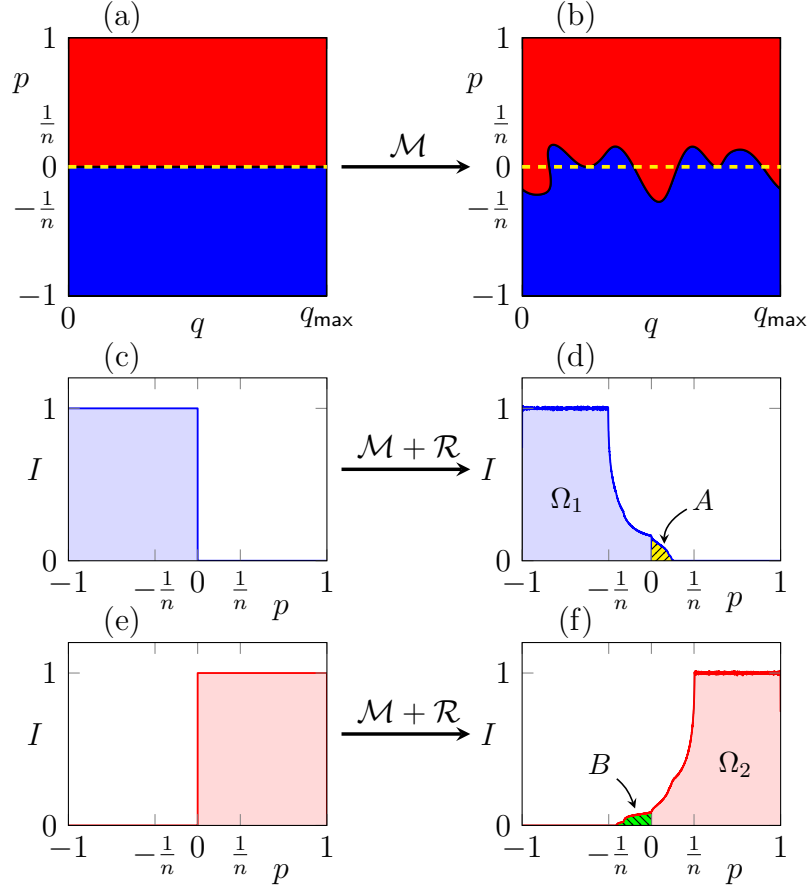 (a) (b)
1 1
p p
1/n 1/n
0 M 0
−1/n −1/n
−1 −1
0 q q_max 0 q q_max
(c) (d)
1 1
I M + R I Ω₁ A
0 0
−1 −1/n 0 1/n p 1 −1 −1/n 0 1/n p 1
(e) (f)
1 1
I M + R I B Ω₂
0 0
−1 −1/n 0 1/n p 1 −1 −1/n 0 1/n p 1